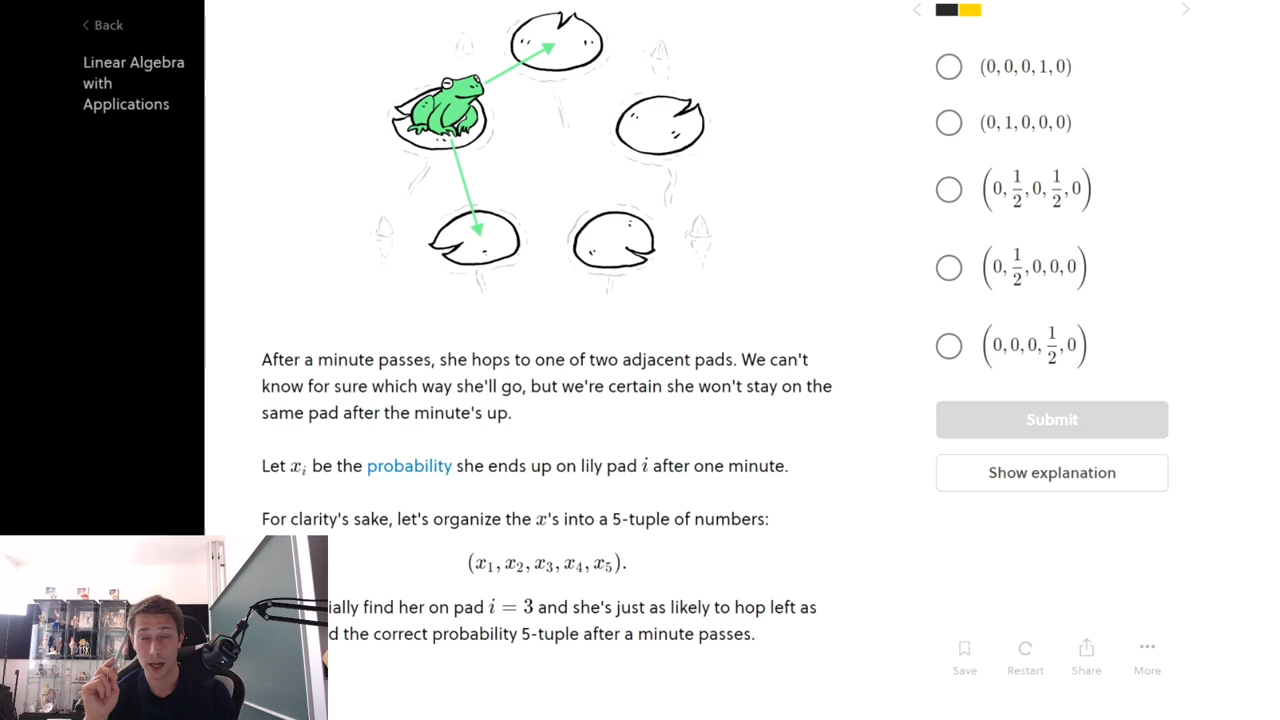 Back
Linear Algebra
with
Applications
After a minute passes, she hops to one of two adjacent pads. We can't
know for sure which way she'll go, but we're certain she won't stay on the
same pad after the minute's up.
Let x_i be the probability she ends up on lily pad i after one minute.
For clarity's sake, let's organize the x's into a 5-tuple of numbers:
(x₁, x₂, x₃, x₄, x₅).
find her on pad i = 3 and she's just as likely to hop left as
the correct probability 5-tuple after a minute passes.
(0, 0, 0, 1, 0)
(0, 1, 0, 0, 0)
(0, 1/2, 0, 1/2, 0)
(0, 1/2, 0, 0, 0)
(0, 0, 0, 1/2, 0)
Submit
Show explanation
Save Restart Share More